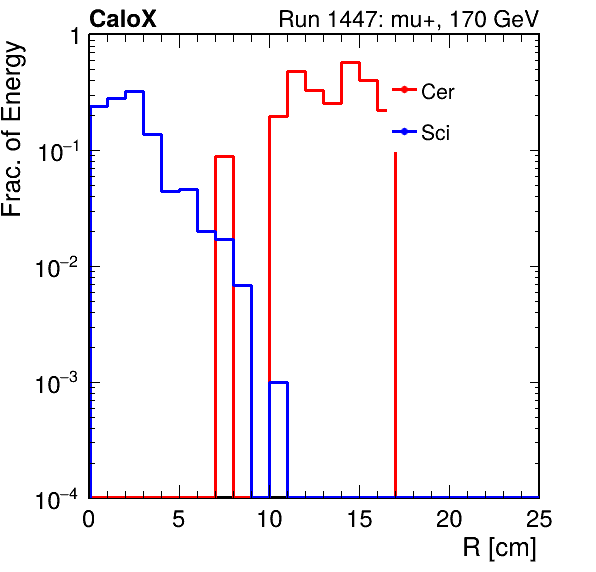 CaloX Run 1447: mu+, 170 GeV
Frac. of Energy
1
10⁻¹
10⁻²
10⁻³
10⁻⁴
Cer
Sci
0 5 10 15 20 25
R [cm]